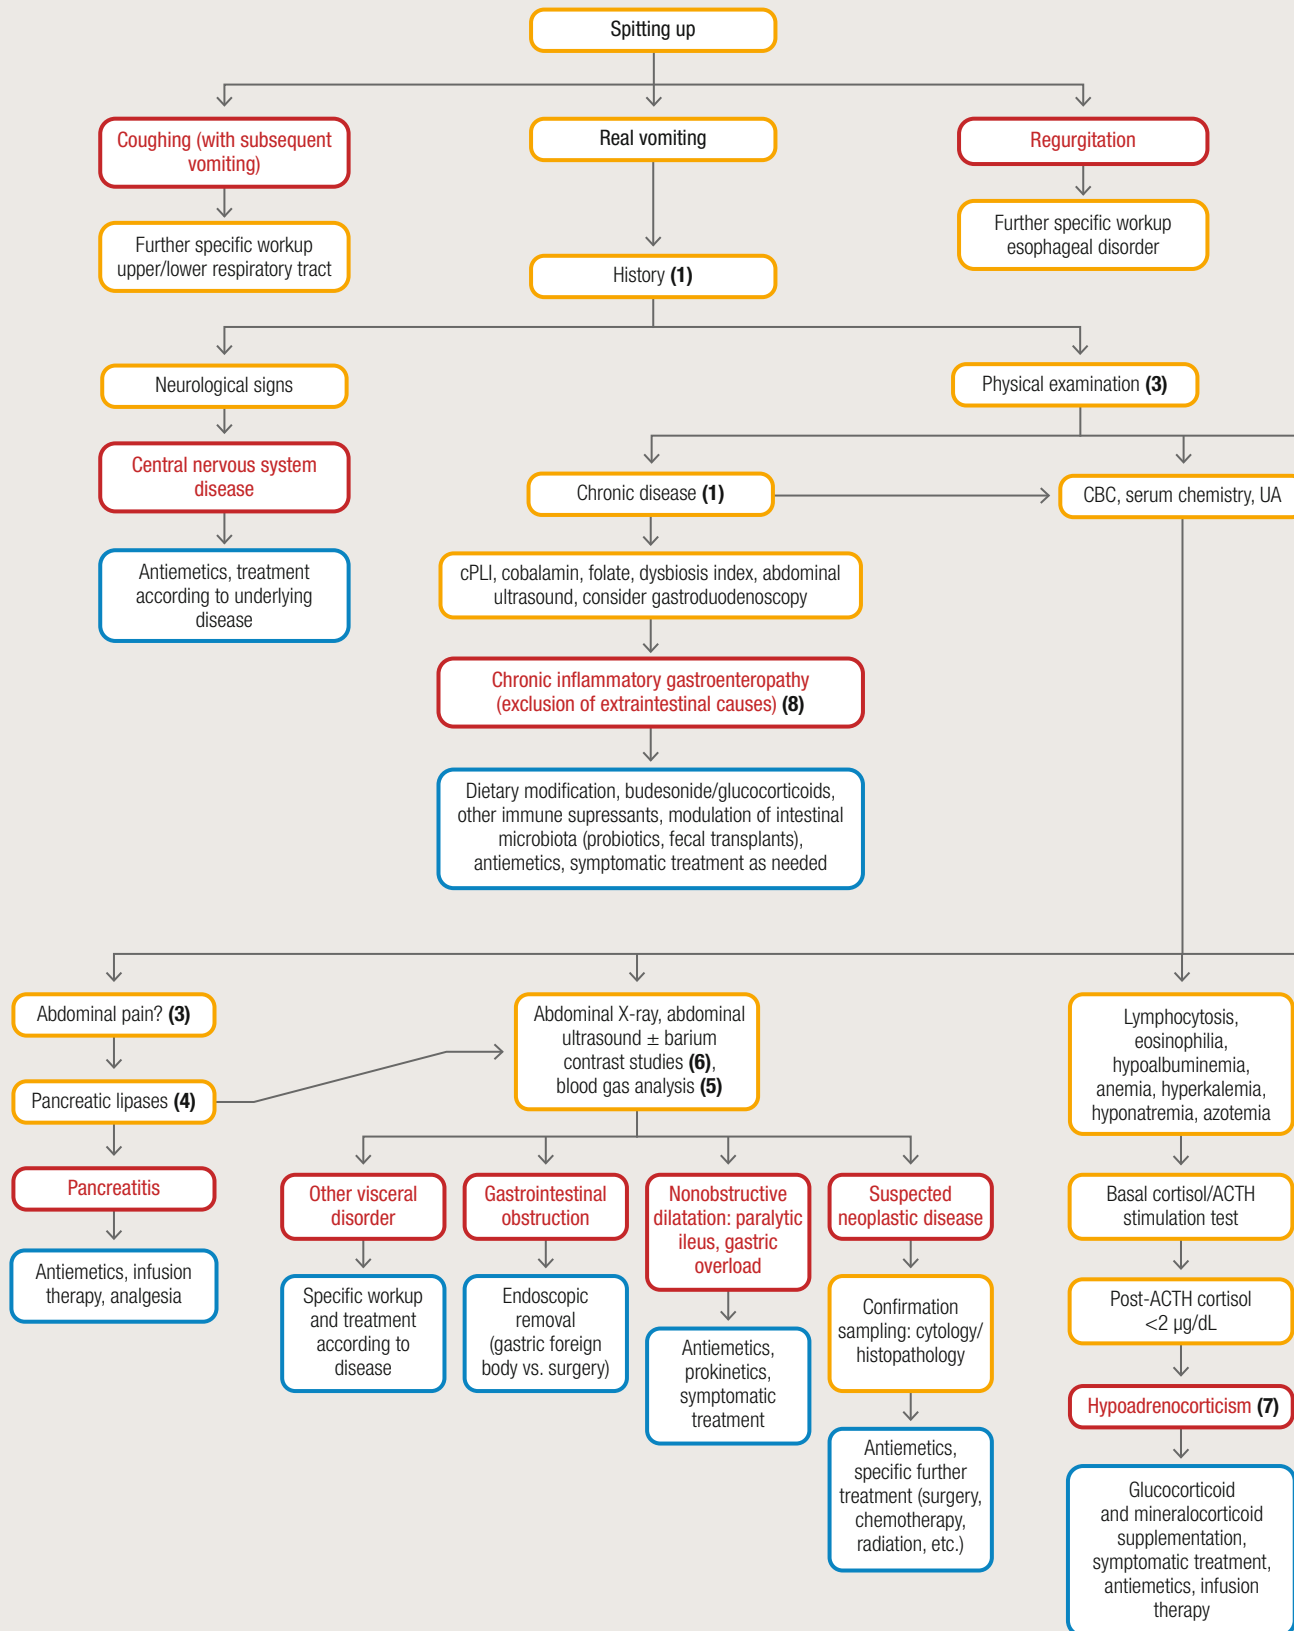 Spitting up
Coughing (with subsequent
vomiting)
Real vomiting
Regurgitation
Further specific workup
upper/lower respiratory tract
Further specific workup
esophageal disorder
History (1)
Neurological signs
Physical examination (3)
Central nervous system
disease
Chronic disease (1)
CBC, serum chemistry, UA
Antiemetics, treatment
according to underlying
disease
cPLI, cobalamin, folate, dysbiosis index, abdominal
ultrasound, consider gastroduodenoscopy
Chronic inflammatory gastroenteropathy
(exclusion of extraintestinal causes) (8)
Dietary modification, budesonide/glucocorticoids,
other immune supressants, modulation of intestinal
microbiota (probiotics, fecal transplants),
antiemetics, symptomatic treatment as needed
Abdominal pain? (3)
Pancreatic lipases (4)
Pancreatitis
Antiemetics, infusion
therapy, analgesia
Abdominal X-ray, abdominal
ultrasound ± barium
contrast studies (6),
blood gas analysis (5)
Other visceral
disorder
Specific workup
and treatment
according to
disease
Gastrointestinal
obstruction
Endoscopic
removal
(gastric foreign
body vs. surgery)
Nonobstructive
dilatation: paralytic
ileus, gastric
overload
Antiemetics,
prokinetics,
symptomatic
treatment
Suspected
neoplastic disease
Confirmation
sampling: cytology/
histopathology
Antiemetics,
specific further
treatment (surgery,
chemotherapy,
radiation, etc.)
Lymphocytosis,
eosinophilia,
hypoalbuminemia,
anemia, hyperkalemia,
hyponatremia, azotemia
Basal cortisol/ACTH
stimulation test
Post-ACTH cortisol
<2 µg/dL
Hypoadrenocorticism (7)
Glucocorticoid
and mineralocorticoid
supplementation,
symptomatic treatment,
antiemetics, infusion
therapy